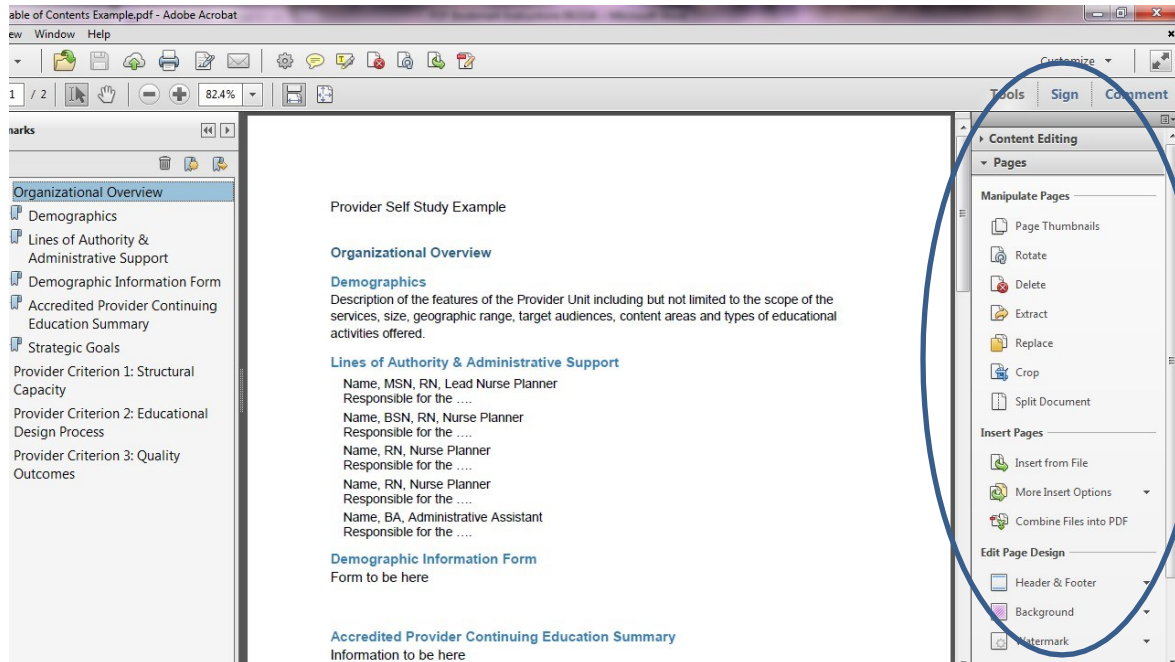 able of Contents Example.pdf - Adobe Acrobat
ew Window Help
Customize
1 / 2 82.4%
Tools Sign Comment
narks
Organizational Overview
Demographics
Lines of Authority &
Administrative Support
Demographic Information Form
Accredited Provider Continuing
Education Summary
Strategic Goals
Provider Criterion 1: Structural
Capacity
Provider Criterion 2: Educational
Design Process
Provider Criterion 3: Quality
Outcomes
Provider Self Study Example
Organizational Overview
Demographics
Description of the features of the Provider Unit including but not limited to the scope of the
services, size, geographic range, target audiences, content areas and types of educational
activities offered.
Lines of Authority & Administrative Support
Name, MSN, RN, Lead Nurse Planner
Responsible for the ....
Name, BSN, RN, Nurse Planner
Responsible for the ....
Name, RN, Nurse Planner
Responsible for the ....
Name, RN, Nurse Planner
Responsible for the ....
Name, BA, Administrative Assistant
Responsible for the ....
Demographic Information Form
Form to be here
Accredited Provider Continuing Education Summary
Information to be here
Content Editing
Pages
Manipulate Pages
Page Thumbnails
Rotate
Delete
Extract
Replace
Crop
Split Document
Insert Pages
Insert from File
More Insert Options
Combine Files into PDF
Edit Page Design
Header & Footer
Background
Watermark